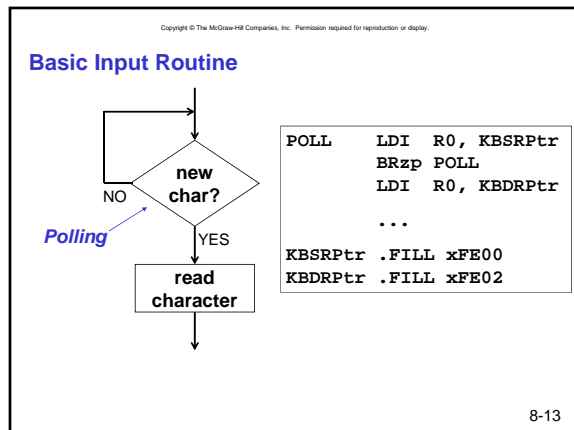 Copyright © The McGraw-Hill Companies, Inc. Permission required for reproduction or display.
Basic Input Routine
new
char?
NO
Polling
YES
read
character
POLL LDI R0, KBSRPtr
BRzp POLL
LDI R0, KBDRPtr
...
KBSRPtr .FILL xFE00
KBDRPtr .FILL xFE02
8-13